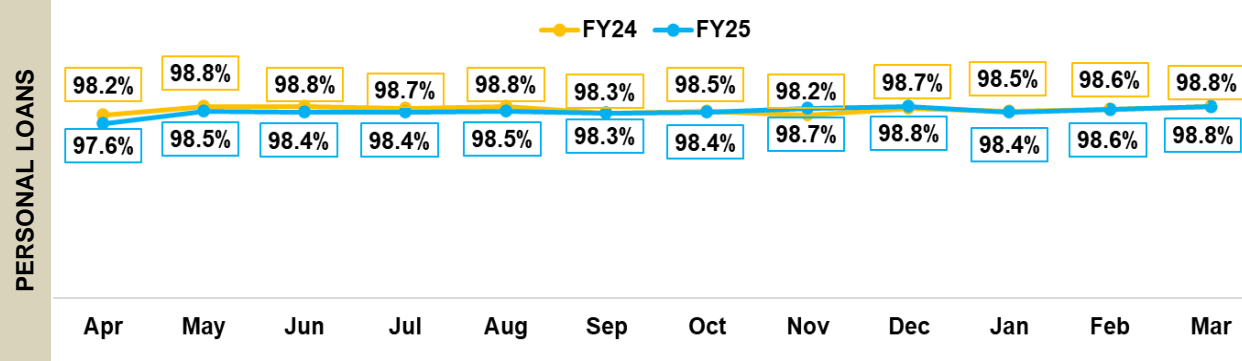 FY24 FY25
PERSONAL LOANS
98.2% 98.8% 98.8% 98.7% 98.8% 98.3% 98.5% 98.2% 98.7% 98.5% 98.6% 98.8%
97.6% 98.5% 98.4% 98.4% 98.5% 98.3% 98.4% 98.7% 98.8% 98.4% 98.6% 98.8%
Apr May Jun Jul Aug Sep Oct Nov Dec Jan Feb Mar